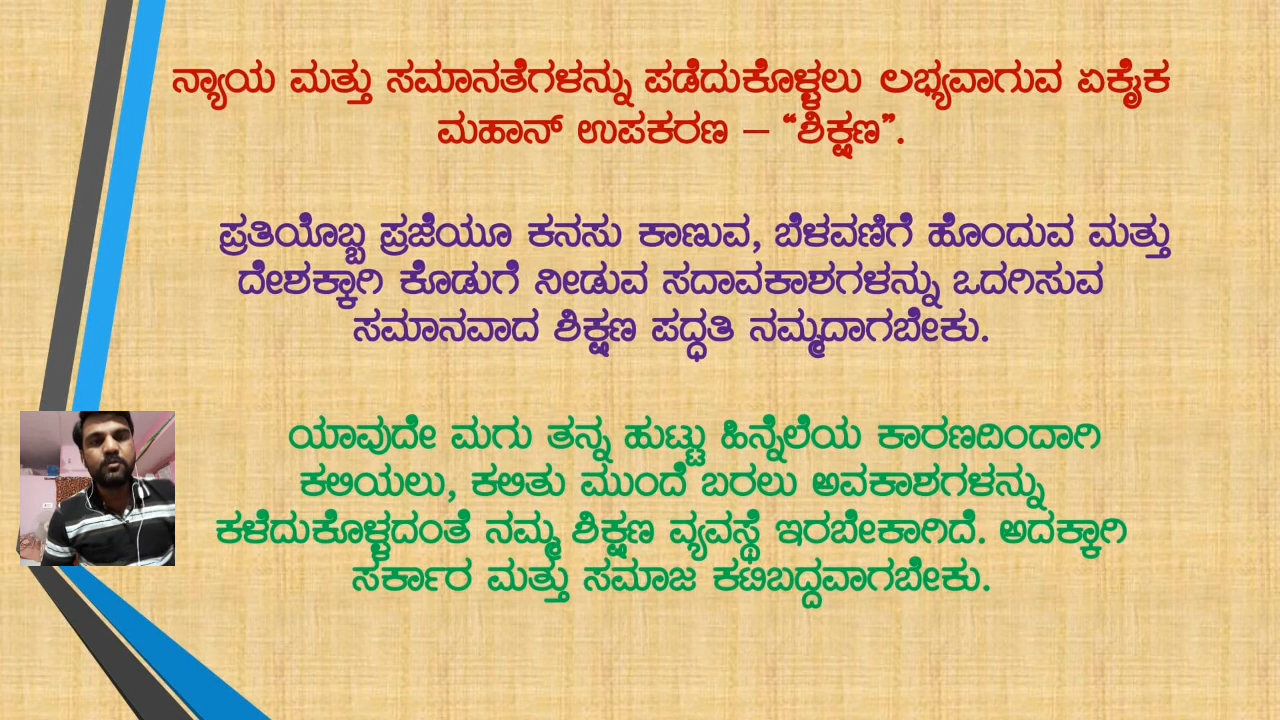 ನ್ಯಾಯ ಮತ್ತು ಸಮಾನತೆಗಳನ್ನು ಪಡೆದುಕೊಳ್ಳಲು ಲಭ್ಯವಾಗುವ ಏಕೈಕ
ಮಹಾನ್ ಉಪಕರಣ – “ಶಿಕ್ಷಣ”.
ಪ್ರತಿಯೊಬ್ಬ ಪ್ರಜೆಯೂ ಕನಸು ಕಾಣುವ, ಬೆಳವಣಿಗೆ ಹೊಂದುವ ಮತ್ತು
ದೇಶಕ್ಕಾಗಿ ಕೊಡುಗೆ ನೀಡುವ ಸದಾವಕಾಶಗಳನ್ನು ಒದಗಿಸುವ
ಸಮಾನವಾದ ಶಿಕ್ಷಣ ಪದ್ಧತಿ ನಮ್ಮದಾಗಬೇಕು.
ಯಾವುದೇ ಮಗು ತನ್ನ ಹುಟ್ಟು ಹಿನ್ನೆಲೆಯ ಕಾರಣದಿಂದಾಗಿ
ಕಲಿಯಲು, ಕಲಿತು ಮುಂದೆ ಬರಲು ಅವಕಾಶಗಳನ್ನು
ಕಳೆದುಕೊಳ್ಳದಂತೆ ನಮ್ಮ ಶಿಕ್ಷಣ ವ್ಯವಸ್ಥೆ ಇರಬೇಕಾಗಿದೆ. ಅದಕ್ಕಾಗಿ
ಸರ್ಕಾರ ಮತ್ತು ಸಮಾಜ ಕಟಿಬದ್ದವಾಗಬೇಕು.